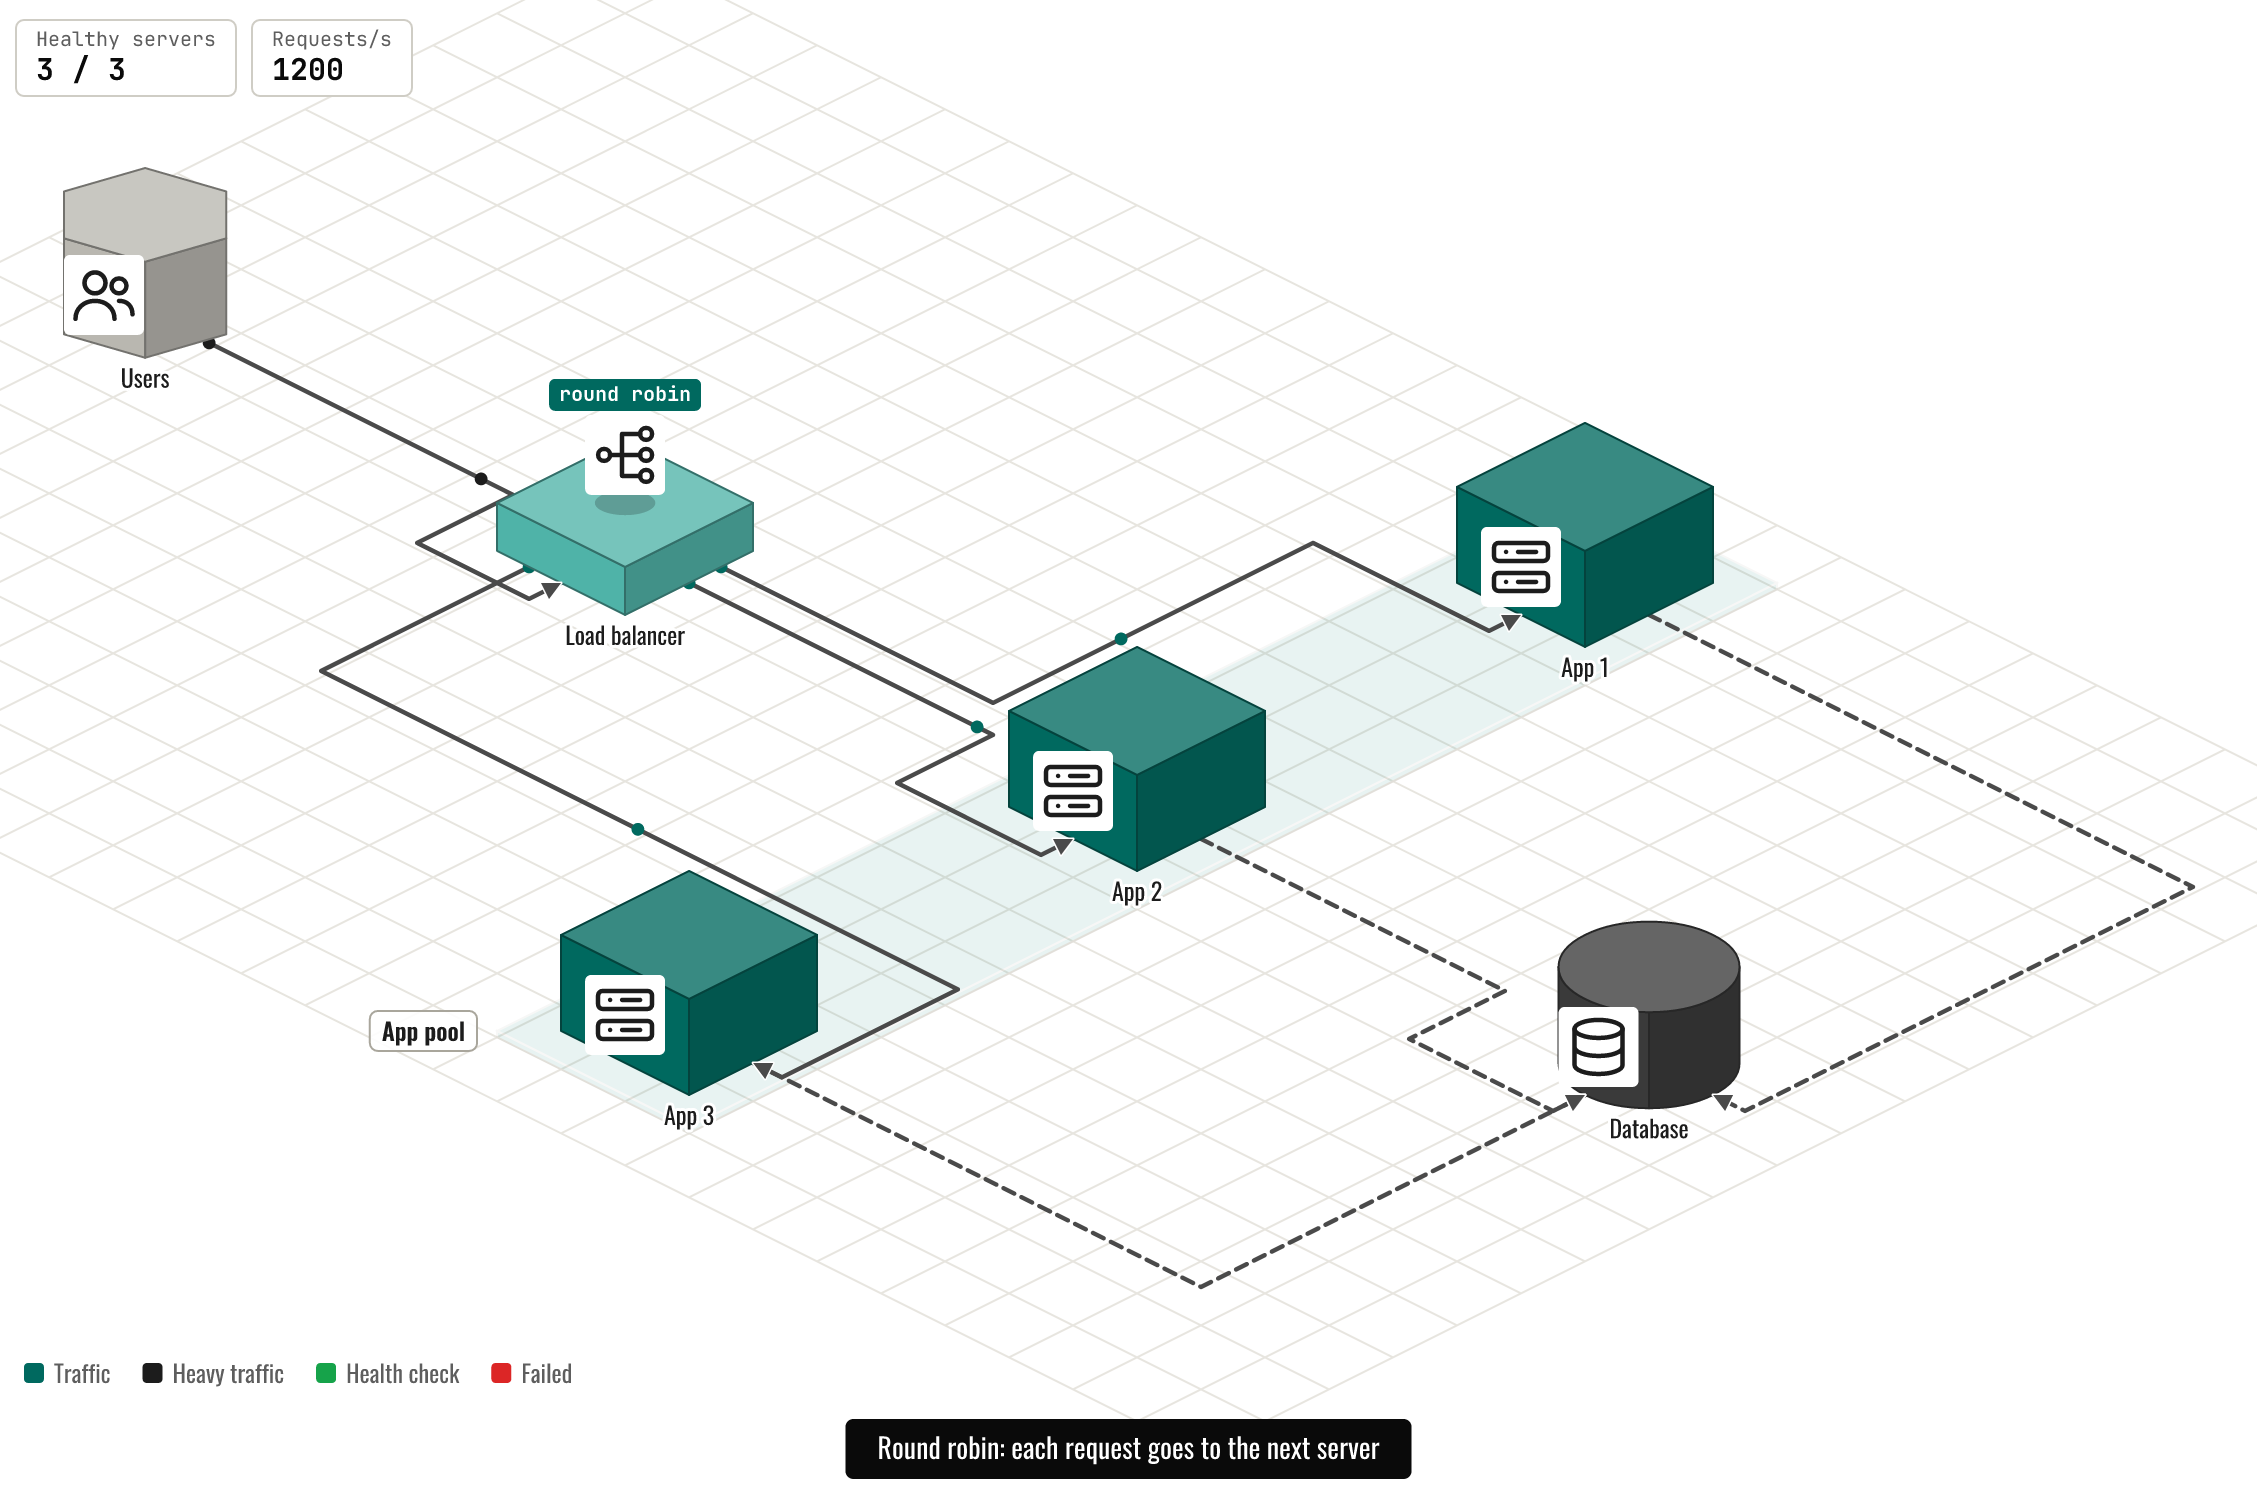 Healthy servers
3 / 3
Requests/s
1200
Users
round robin
Load balancer
App 1
App 2
App 3
App pool
Database
Traffic
Heavy traffic
Health check
Failed
Round robin: each request goes to the next server